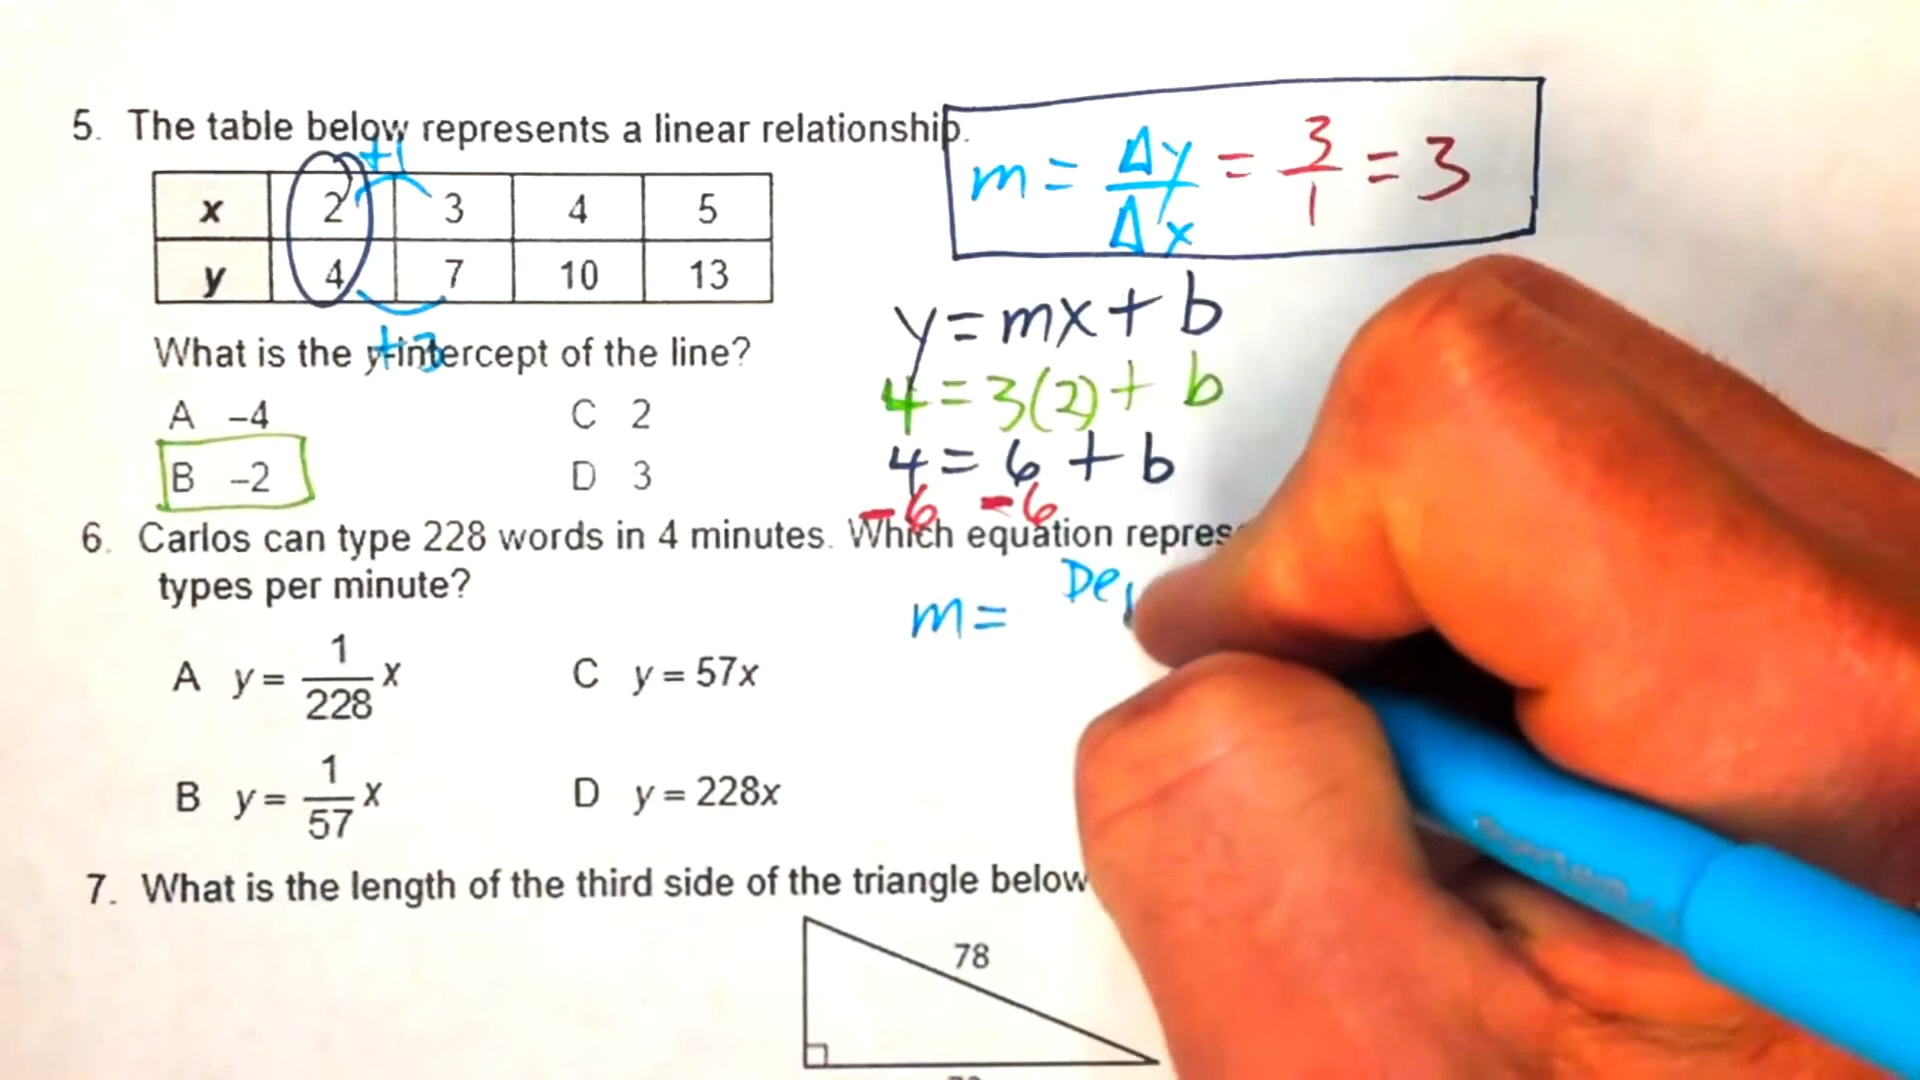 5. The table below represents a linear relationship.
+1
x 2 3 4 5
y 4 7 10 13
+3
m = Δy/Δx = 3/1 = 3
y = mx + b
4 = 3(2) + b
4 = 6 + b
-6 -6
What is the y-intercept of the line?
A -4 C 2
B -2 D 3
6. Carlos can type 228 words in 4 minutes. Which equation repres
types per minute?
m = De
A y = 1/228 x C y = 57x
B y = 1/57 x D y = 228x
7. What is the length of the third side of the triangle below
78